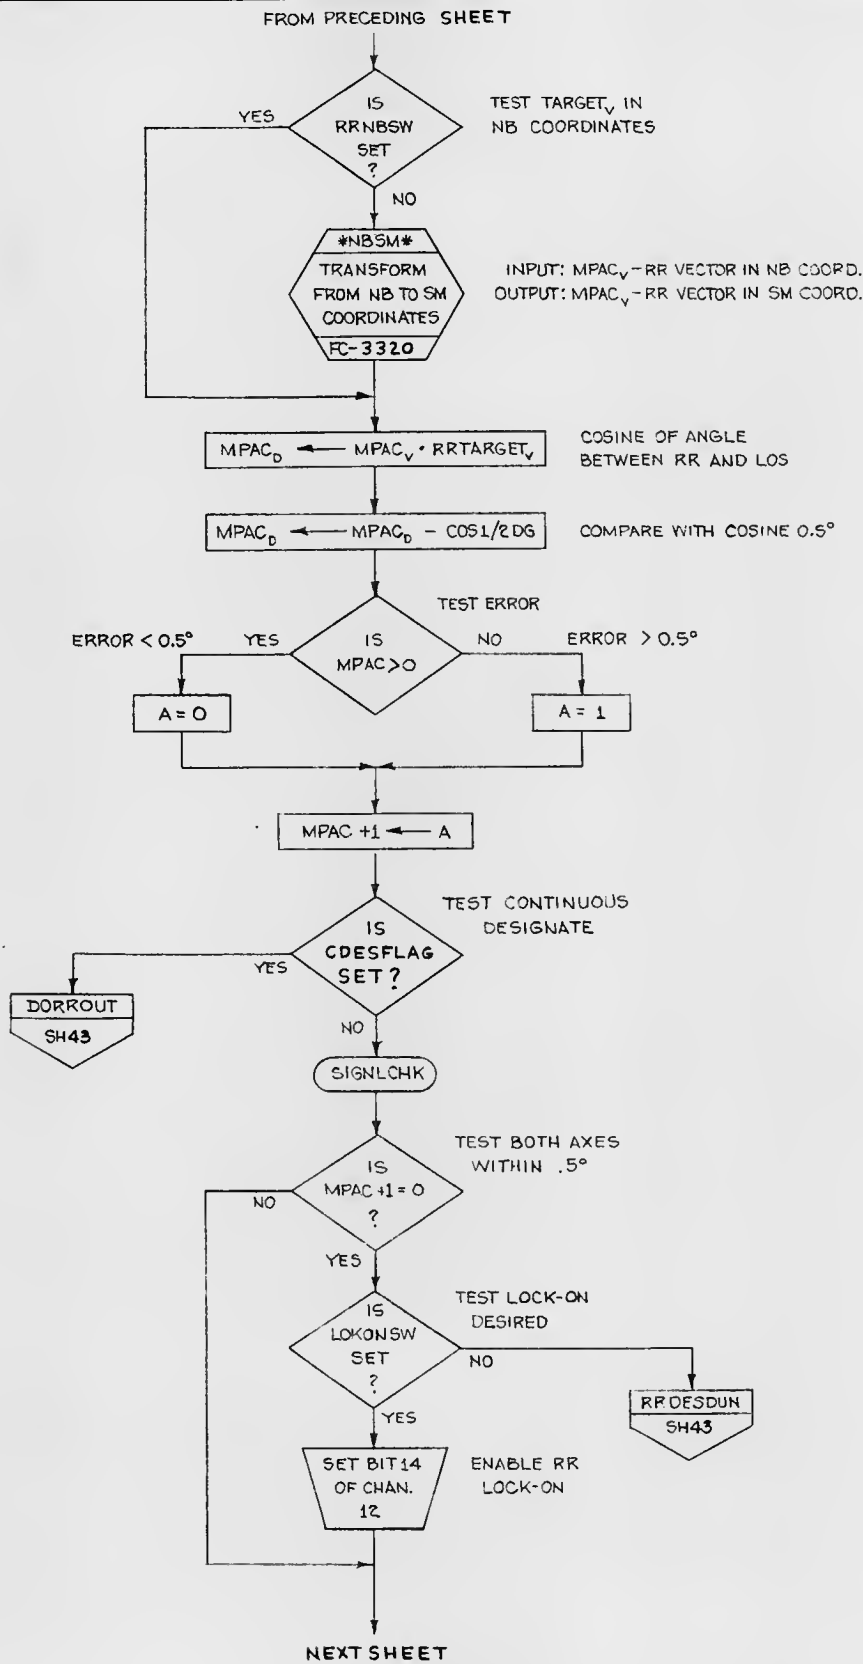 FROM PRECEDING SHEET
IS
RRNBSW
SET
?
YES
NO
TEST TARGETV IN
NB COORDINATES
*NBSM*
TRANSFORM
FROM NB TO SM
COORDINATES
FC-3320
INPUT: MPACV-RR VECTOR IN NB COORD.
OUTPUT: MPACV-RR VECTOR IN SM COORD.
MPACD ← MPACV · RRTARGETV
COSINE OF ANGLE
BETWEEN RR AND LOS
MPACD ← MPACD - COS1/2DG
COMPARE WITH COSINE 0.5°
TEST ERROR
ERROR < 0.5°
YES
IS
MPAC>0
NO
ERROR > 0.5°
A = 0
A = 1
MPAC +1 ← A
TEST CONTINUOUS
DESIGNATE
IS
CDESFLAG
SET?
YES
NO
DORROUT
SH43
SIGNLCHK
TEST BOTH AXES
WITHIN .5°
IS
MPAC+1=0
?
NO
YES
TEST LOCK-ON
DESIRED
IS
LOKONSW
SET
?
NO
YES
RRDESDUN
SH43
SET BIT 14
OF CHAN.
12
ENABLE RR
LOCK-ON
NEXT SHEET